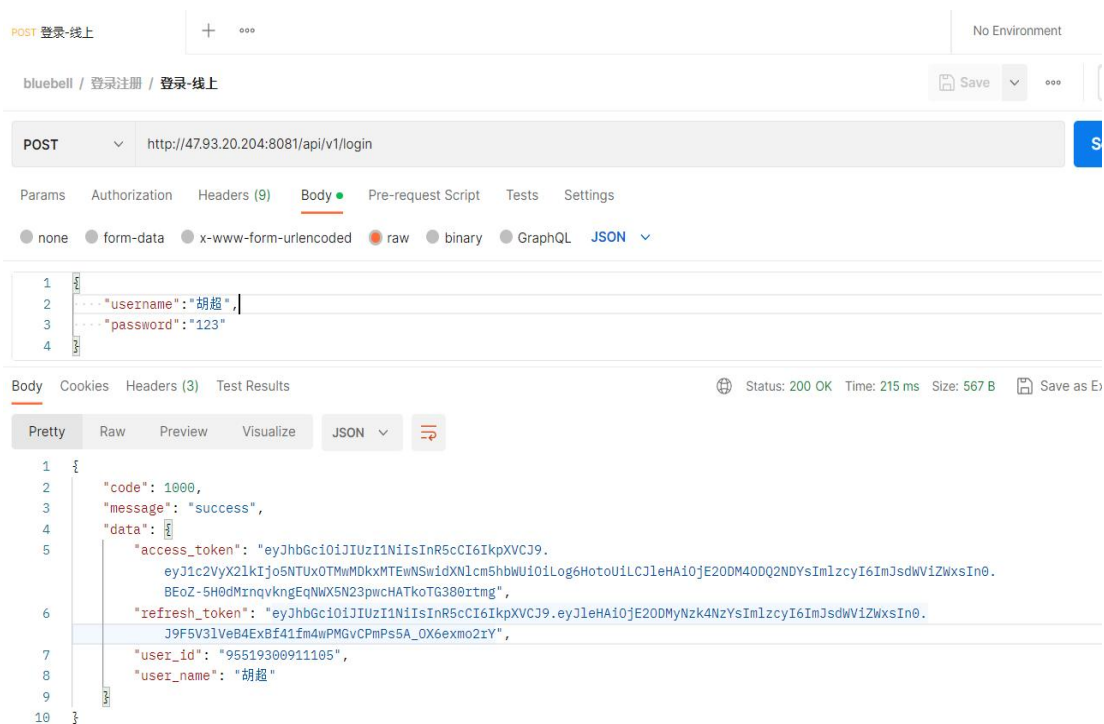 POST 登录-线上
No Environment
bluebell / 登录注册 / 登录-线上
Save
POST http://47.93.20.204:8081/api/v1/login
Params Authorization Headers (9) Body Pre-request Script Tests Settings
none form-data x-www-form-urlencoded raw binary GraphQL JSON
1 {
2 "username":"胡超",
3 "password":"123"
4 }
Body Cookies Headers (3) Test Results Status: 200 OK Time: 215 ms Size: 567 B Save as Ex
Pretty Raw Preview Visualize JSON
1 {
2 "code": 1000,
3 "message": "success",
4 "data": {
5 "access_token": "eyJhbGciOiJIUzI1NiIsInR5cCI6IkpXVCJ9.
eyJ1c2VyX2lkIjo5NTUxOTMwMDkxMTEwNSwidXNlcm5hbWUiOiLog6HotoUiLCJleHAiOjE2ODM4ODQ2NDYsImlzcyI6ImJsdWViZWxsIn0.
BEoZ-5H0dMrnqvkngEqNWX5N23pwcHATkoTG380rtmg",
6 "refresh_token": "eyJhbGciOiJIUzI1NiIsInR5cCI6IkpXVCJ9.eyJleHAiOjE2ODMyNzk4NzYsImlzcyI6ImJsdWViZWxsIn0.
J9F5V3lVeB4ExBf41fm4wPMGvCPmPs5A_OX6exmo2rY",
7 "user_id": "95519300911105",
8 "user_name": "胡超"
9 }
10 }